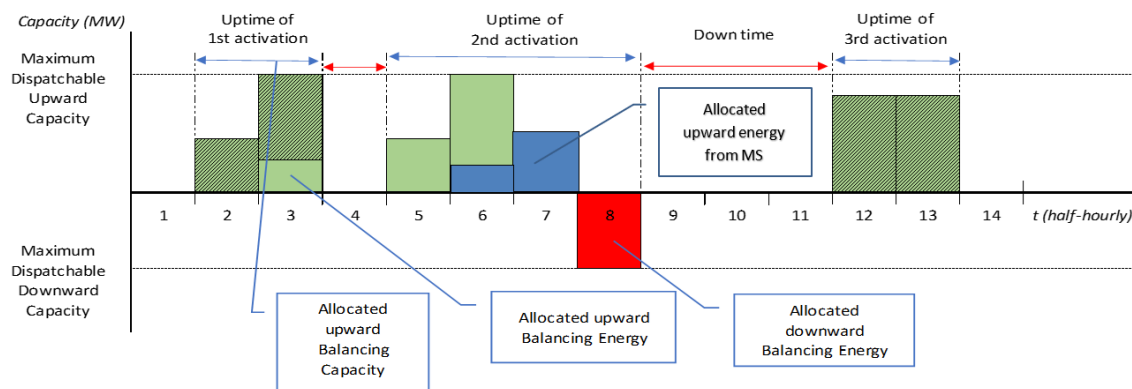 Capacity (MW)
Uptime of
1st activation
Uptime of
2nd activation
Down time
Uptime of
3rd activation
Maximum
Dispatchable
Upward
Capacity
Allocated
upward energy
from MS
1 2 3 4 5 6 7 8 9 10 11 12 13 14 t (half-hourly)
Maximum
Dispatchable
Downward
Capacity
Allocated
upward
Balancing
Capacity
Allocated upward
Balancing Energy
Allocated
downward
Balancing Energy